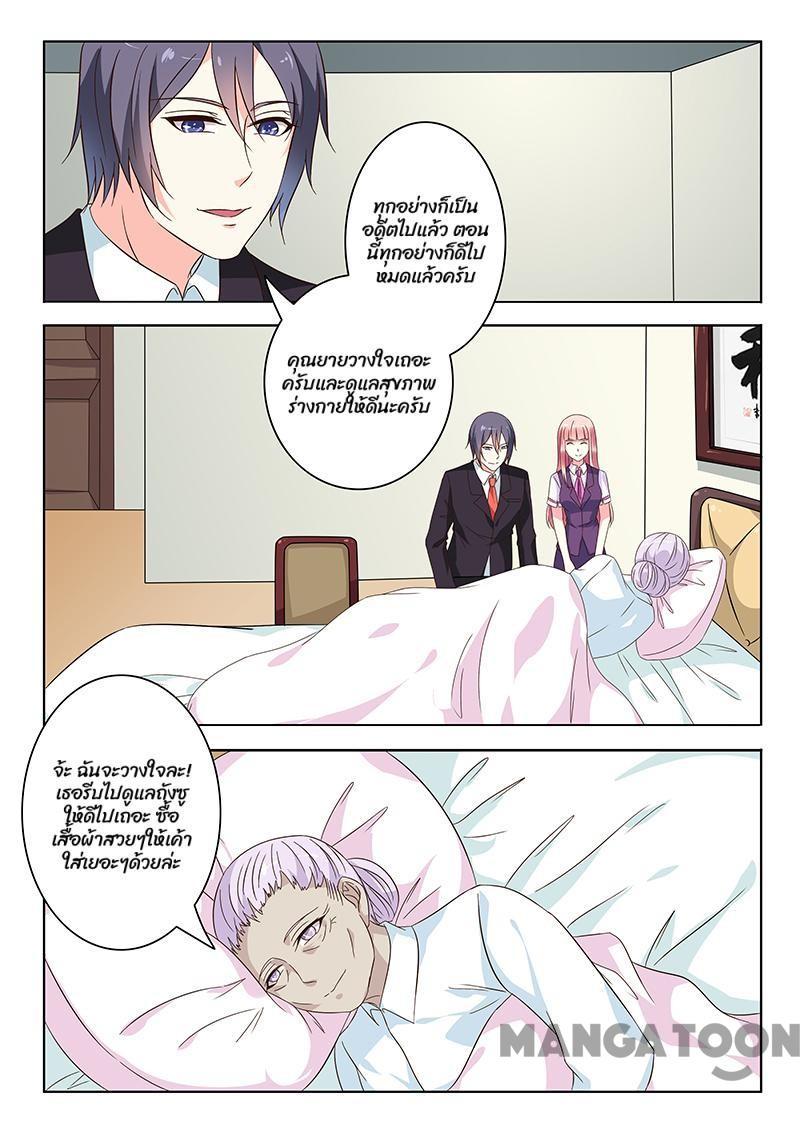 ทุกอย่างก็เป็น
อดีตไปแล้ว ตอน
นี้ทุกอย่างก็ดีไป
หมดแล้วครับ
คุณยายวางใจเถอะ
ครับและดูแลสุขภาพ
ร่างกายให้ดีนะครับ
จ้ะ ฉันจะวางใจละ!
เธอรีบไปดูแลถังซู
ให้ดีไปเถอะ ซื้อ
เสื้อผ้าสวยๆให้เค้า
ใส่เยอะๆด้วยล่ะ
MANGATOON